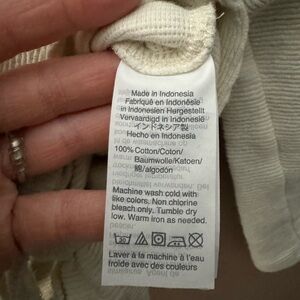 Made in Indonesia
Fabriqué en Indonésie
in Indonesien Hergestellt
Vervaardigd in Indonesië
インドネシア製
Hecho en Indonesia
100% Cotton/Coton/
Baumwolle/Katoen/
綿/algodón
Machine wash cold with
like colors. Non chlorine
bleach only. Tumble dry
low. Warm iron as needed.
Laver à la machine à l'eau
froide avec des couleurs